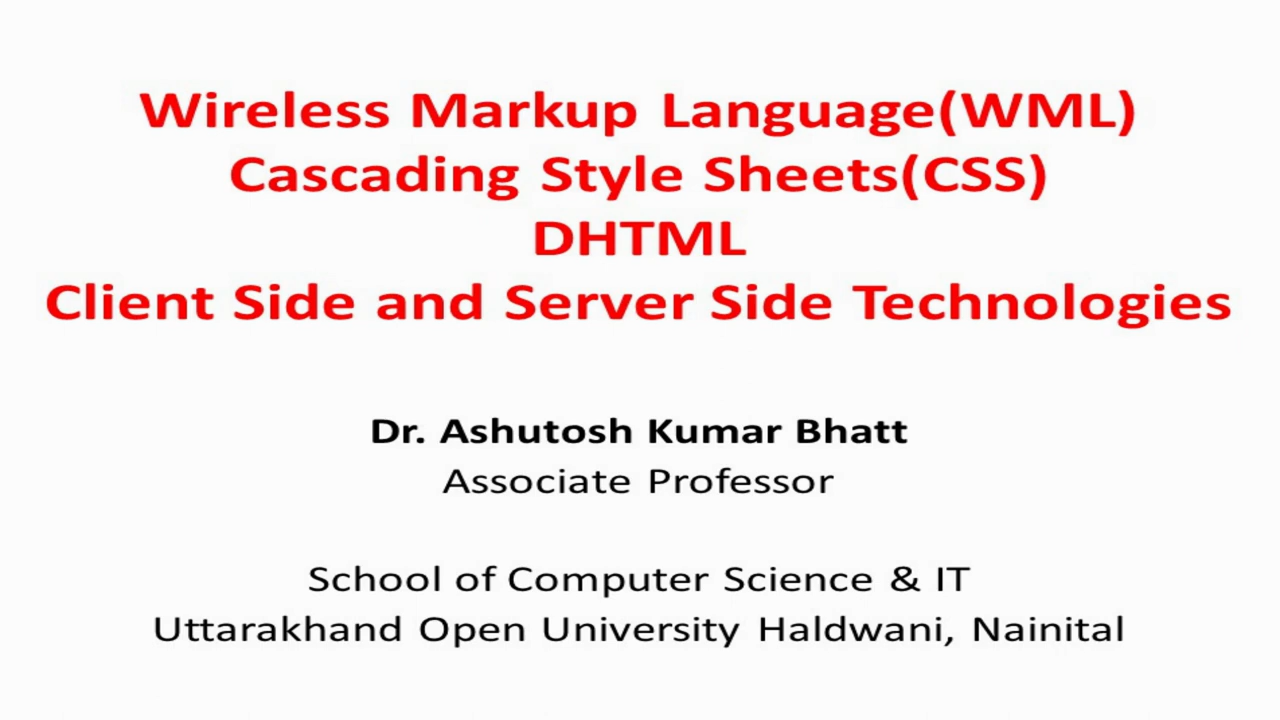 Wireless Markup Language(WML)
Cascading Style Sheets(CSS)
DHTML
Client Side and Server Side Technologies
Dr. Ashutosh Kumar Bhatt
Associate Professor
School of Computer Science & IT
Uttarakhand Open University Haldwani, Nainital